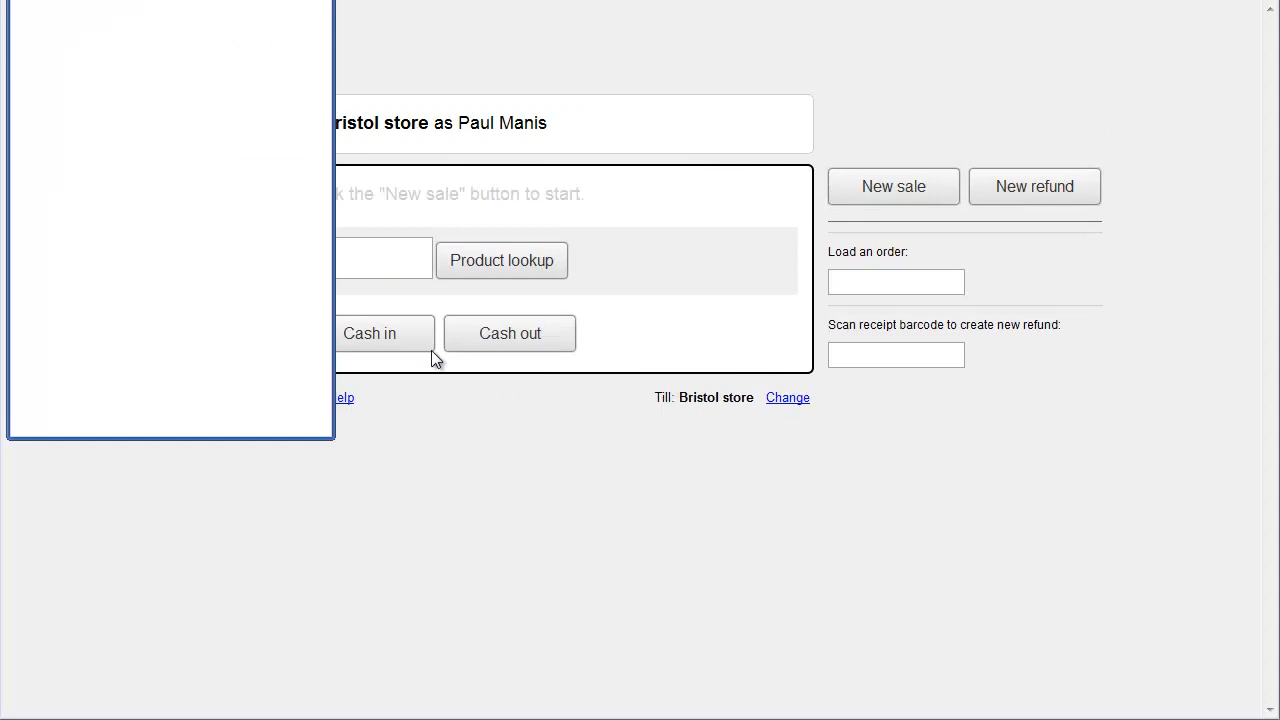 ristol store as Paul Manis
k the "New sale" button to start.
Product lookup
Cash in Cash out
elp
Till: Bristol store Change
New sale New refund
Load an order:
Scan receipt barcode to create new refund: